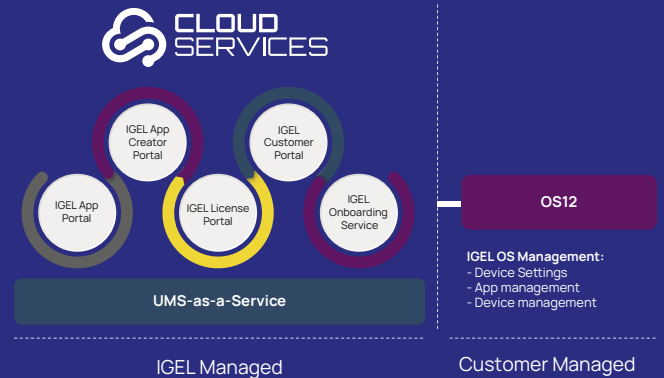 CLOUD
SERVICES
IGEL App
Creator
Portal
IGEL
Customer
Portal
IGEL App
Portal
IGEL License
Portal
IGEL
Onboarding
Service
UMS-as-a-Service
IGEL Managed
OS12
IGEL OS Management:
- Device Settings
- App management
- Device management
Customer Managed